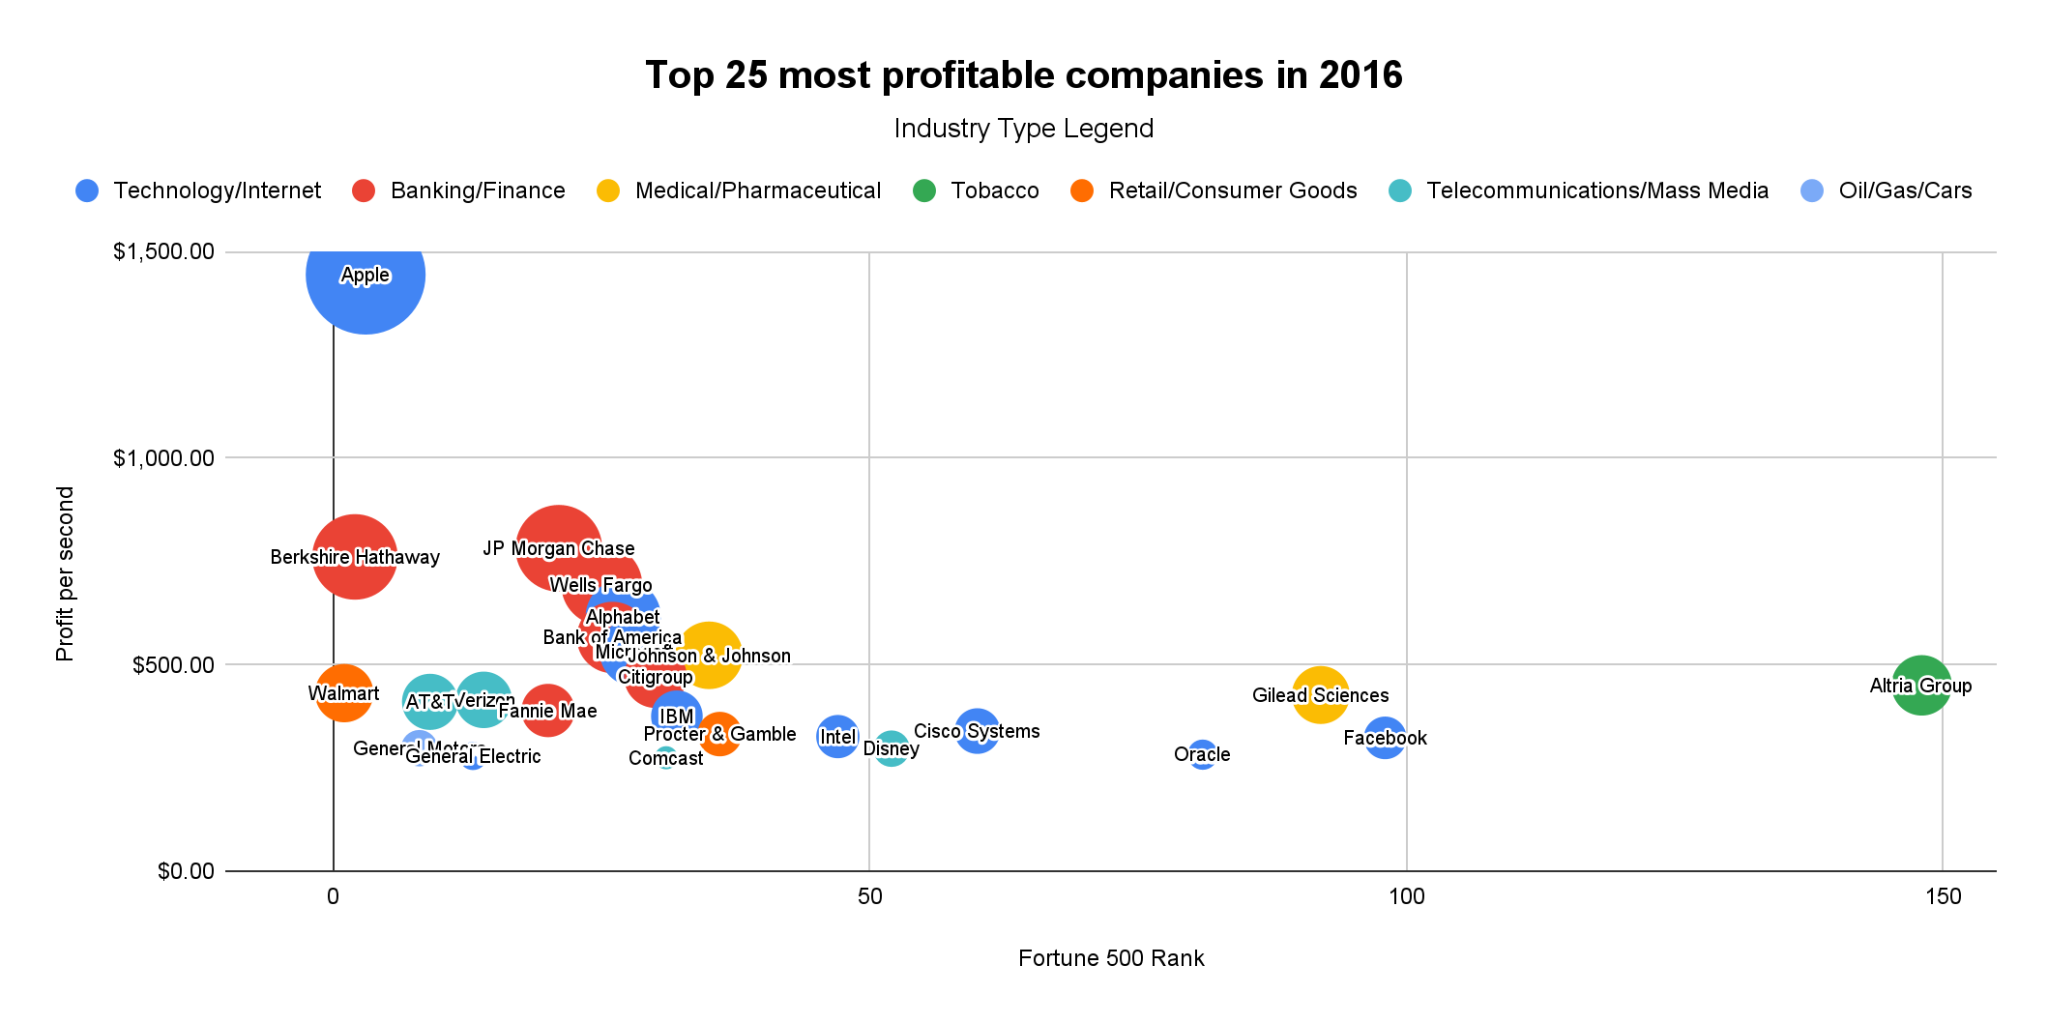 Top 25 most profitable companies in 2016
Industry Type Legend
Technology/Internet Banking/Finance Medical/Pharmaceutical Tobacco Retail/Consumer Goods Telecommunications/Mass Media Oil/Gas/Cars
$1,500.00
Apple
$1,000.00
Profit per second
JP Morgan Chase
Berkshire Hathaway
Wells Fargo
Alphabet
Bank of America
Johnson & Johnson
$500.00
Citigroup
Altria Group
Walmart
Gilead Sciences
AT&T
Verizon
Fannie Mae
IBM
Cisco Systems
Procter & Gamble
Intel
Facebook
General Motors
Disney
Oracle
General Electric
Comcast
$0.00
0 50 100 150
Fortune 500 Rank